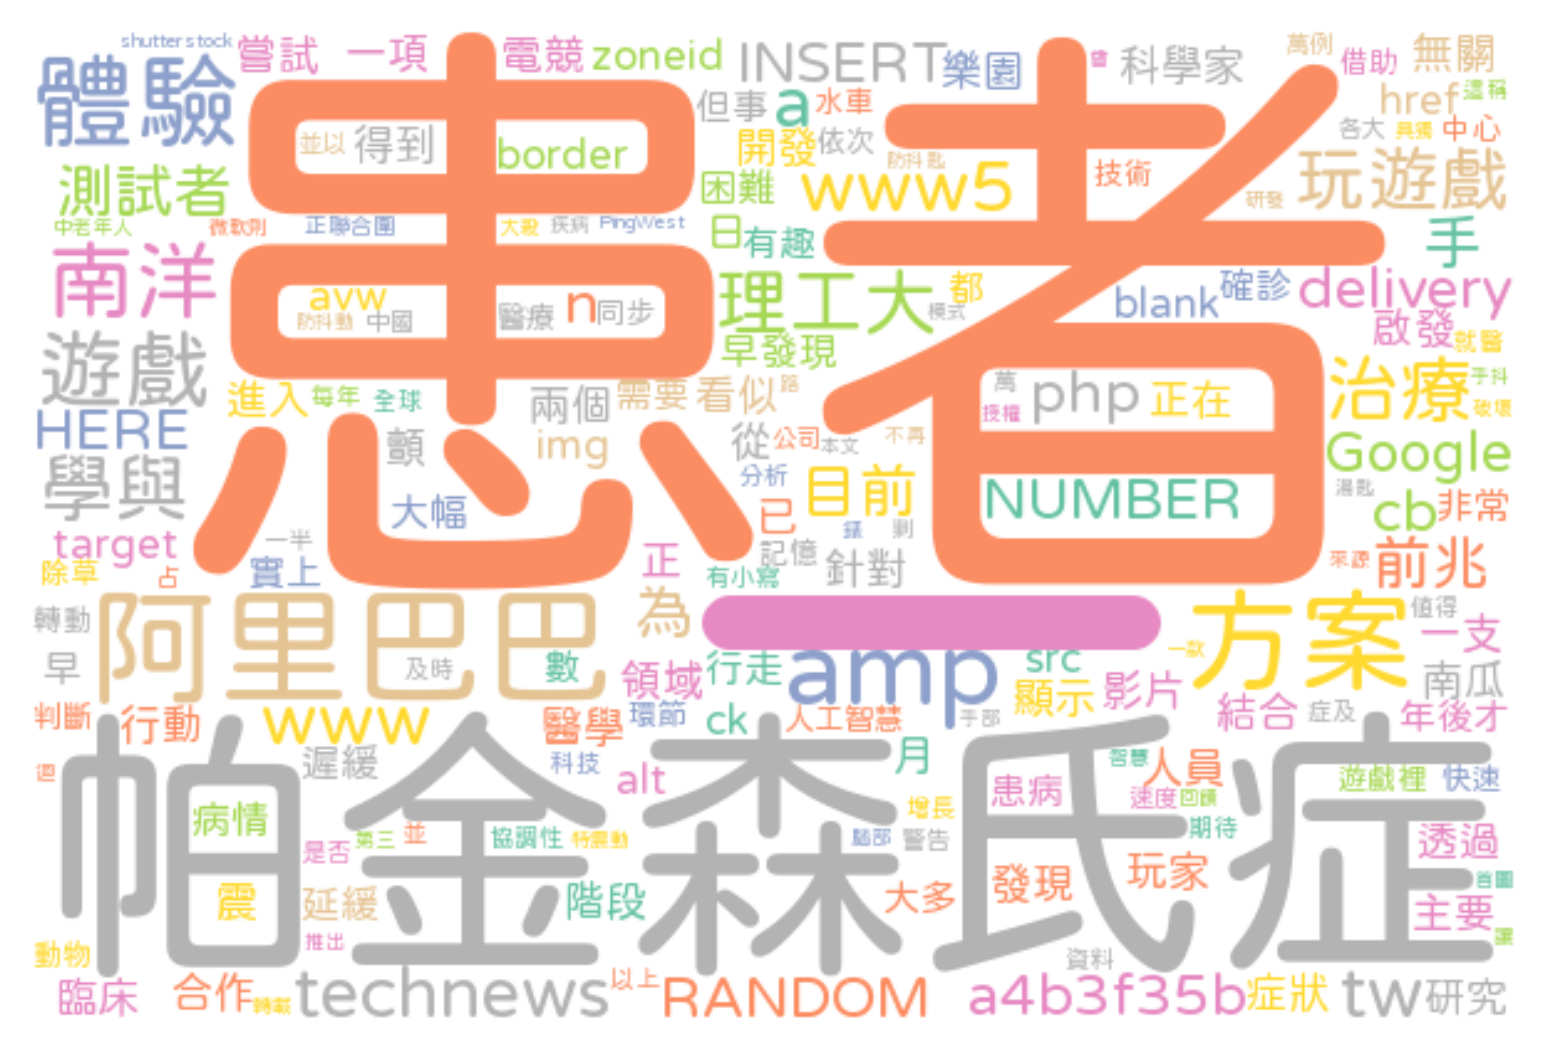 shutterstock
嘗試
一項
電競
zoneid
INSERT
樂園
會
科學家
萬例
借助
無關
體驗
患者
但事
a
水車
href
還稱
並以
得到
border
開發
依次
各大
具獨
中心
測試者
困難
www5
防抖匙
技術
玩遊戲
研發
中老年人
微軟則
正聯合團
大殺
疾病
PingWest
日
有趣
手
南洋
avw
n
理工大
都
blank
確診
delivery
防抖動
中國
醫療
同步
模式
啟發
就醫
遊戲
早發現
進入
每年
全球
兩個
需要
看似
路
萬
php
正在
治療
手抖
破壞
授權
HERE
顫
img
從
公司
本文
不再
Google
學與
大幅
分析
目前
NUMBER
湯匙
cb
非常
已
剩
target
一半
正
記憶
針對
來源
前兆
除草
占
實上
有小寫
轉動
阿里巴巴
為
一
方案
值得
一支
早
及時
數
領域
行走
amp
src
一款
南瓜
顯示
影片
判斷
行動
www
醫學
環節
ck
人工智慧
手部
結合
症及
年後才
帕金森氏症
遲緩
科技
alt
月
智慧
人員
遊戲裡
快速
患病
速度
回饋
病情
增長
期待
是否
第三
並
協調性
特震動
腦部
警告
透過
震
延緩
階段
大多
發現
玩家
首圖
主要
動物
推出
讓
資料
臨床
合作
轉載
technews
以上
RANDOM
a4b3f35b
症狀
tw
研究